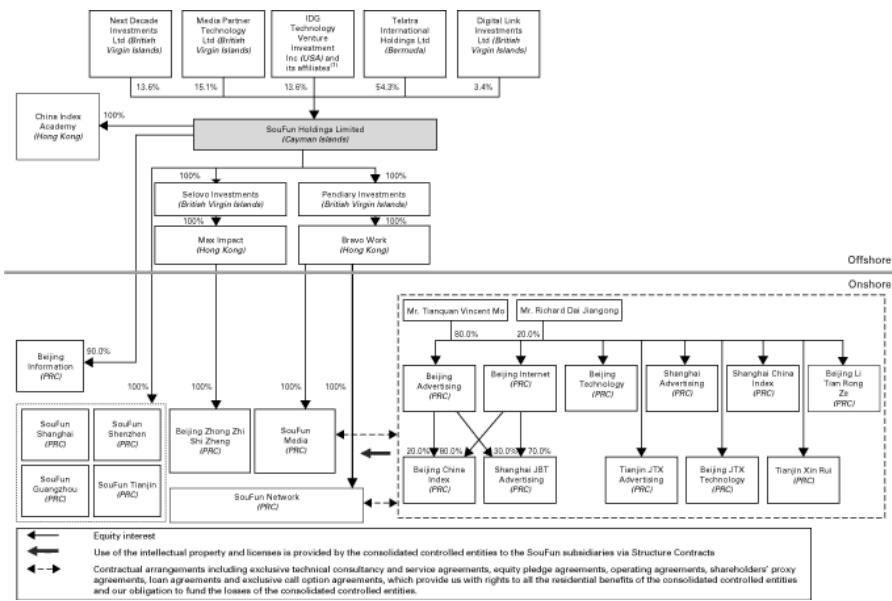 Next Decade
Investments
Ltd (British
Virgin Islands)
Media Partner
Technology
Ltd (British
Virgin Islands)
IDG
Technology
Venture
Investment
Inc (USA) and
its affiliates(1)
Telstra
International
Holdings Ltd
(Bermuda)
Digital Link
Investments
Ltd (British
Virgin Islands)
13.6%
15.1%
13.6%
54.3%
3.4%
China Index
Academy
(Hong Kong)
100%
SouFun Holdings Limited
(Cayman Islands)
100%
100%
Selovo Investments
(British Virgin Islands)
Pendiary Investments
(British Virgin Islands)
100%
100%
Max Impact
(Hong Kong)
Bravo Work
(Hong Kong)
Offshore
Onshore
Mr. Tianquan Vincent Mo
Mr. Richard Dai Jiangong
80.0%
20.0%
Beijing
Information
(PRC)
90.0%
100%
100%
100%
100%
Beijing
Advertising
(PRC)
Beijing Internet
(PRC)
Beijing
Technology
(PRC)
Shanghai
Advertising
(PRC)
Shanghai China
Index
(PRC)
Beijing Li
Tian Rong
Ze
(PRC)
SouFun
Shanghai
(PRC)
SouFun
Shenzhen
(PRC)
SouFun
Guangzhou
(PRC)
SouFun Tianjin
(PRC)
Beijing Zhong Zhi
Shi Zheng
(PRC)
SouFun
Media
(PRC)
SouFun Network
(PRC)
20.0%
80.0%
30.0%
70.0%
Beijing China
Index
(PRC)
Shanghai JBT
Advertising
(PRC)
Tianjin JTX
Advertising
(PRC)
Beijing JTX
Technology
(PRC)
Tianjin Xin Rui
(PRC)
Equity interest
Use of the intellectual property and licenses is provided by the consolidated controlled entities to the SouFun subsidiaries via Structure Contracts
Contractual arrangements including exclusive technical consultancy and service agreements, equity pledge agreements, operating agreements, shareholders' proxy
agreements, loan agreements and exclusive call option agreements, which provide us with rights to all the residential benefits of the consolidated controlled entities
and our obligation to fund the losses of the consolidated controlled entities.